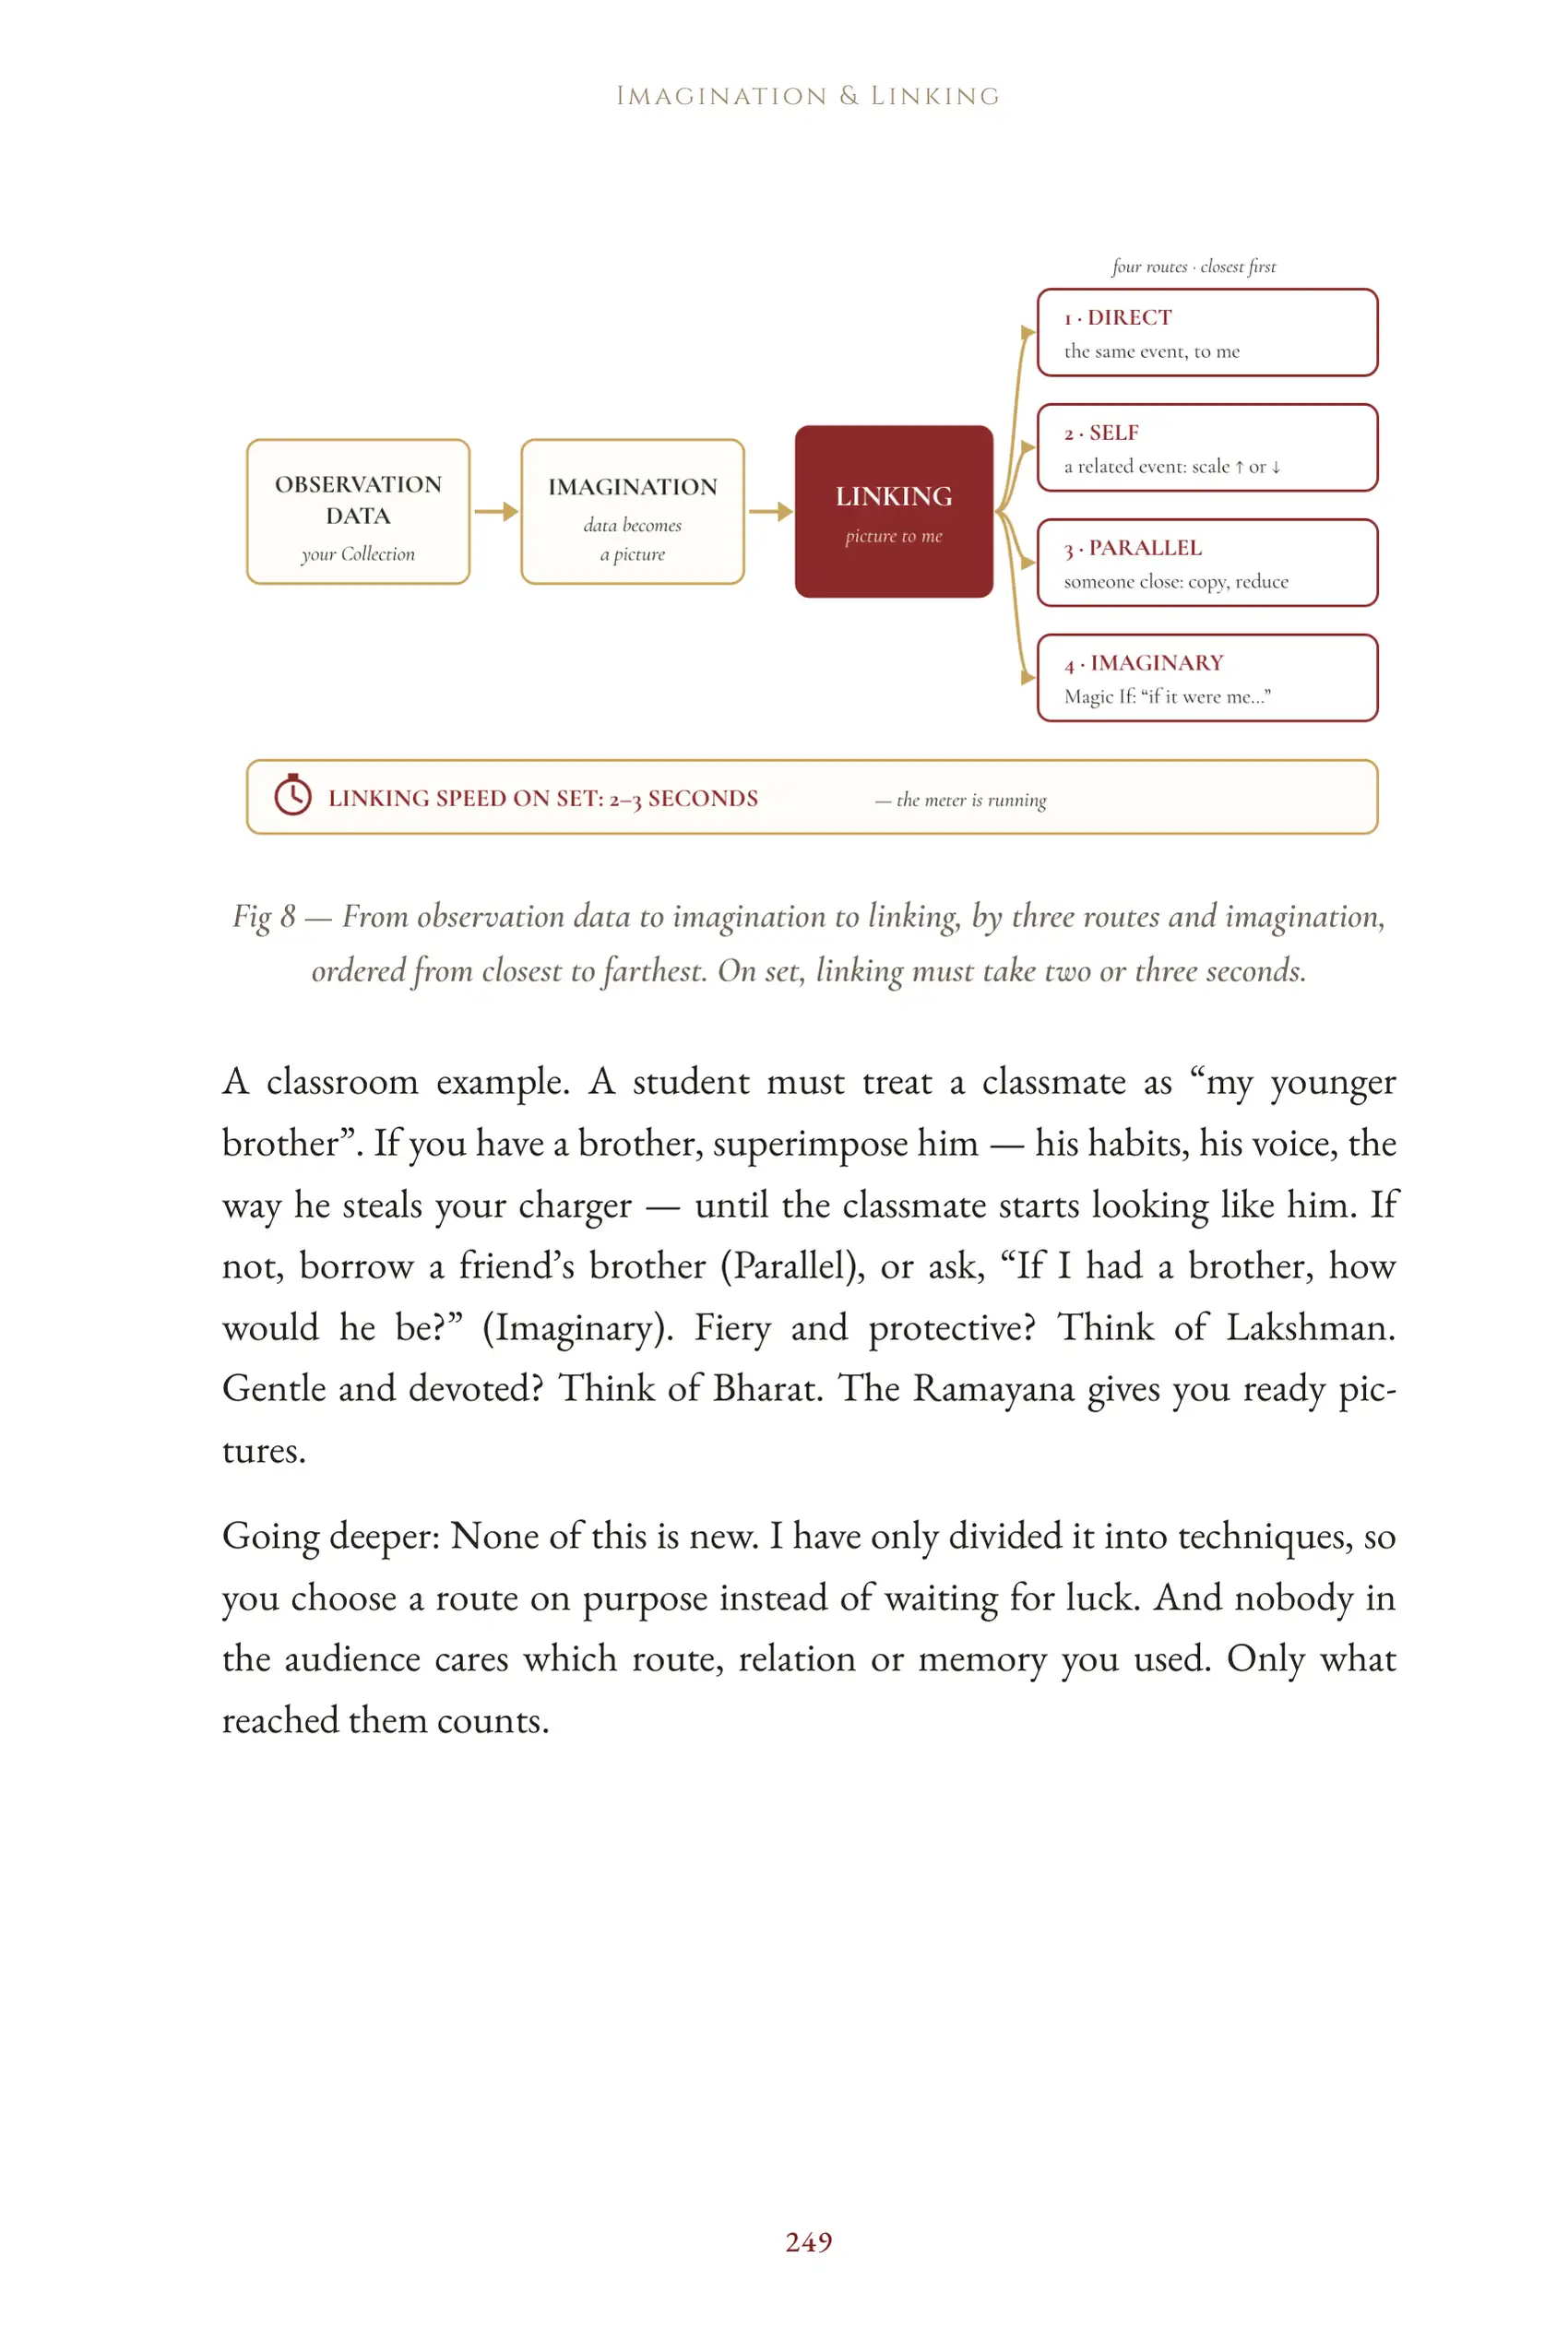 IMAGINATION & LINKING
four routes · closest first
1 · DIRECT
the same event, to me
2 · SELF
a related event: scale ↑ or ↓
3 · PARALLEL
someone close: copy, reduce
4 · IMAGINARY
Magic If: “if it were me...”
OBSERVATION
DATA
your Collection
IMAGINATION
data becomes
a picture
LINKING
picture to me
LINKING SPEED ON SET: 2–3 SECONDS — the meter is running
Fig 8 — From observation data to imagination to linking, by three routes and imagination,
ordered from closest to farthest. On set, linking must take two or three seconds.
A classroom example. A student must treat a classmate as “my younger
brother”. If you have a brother, superimpose him — his habits, his voice, the
way he steals your charger — until the classmate starts looking like him. If
not, borrow a friend’s brother (Parallel), or ask, “If I had a brother, how
would he be?” (Imaginary). Fiery and protective? Think of Lakshman.
Gentle and devoted? Think of Bharat. The Ramayana gives you ready pic-
tures.
Going deeper: None of this is new. I have only divided it into techniques, so
you choose a route on purpose instead of waiting for luck. And nobody in
the audience cares which route, relation or memory you used. Only what
reached them counts.
249